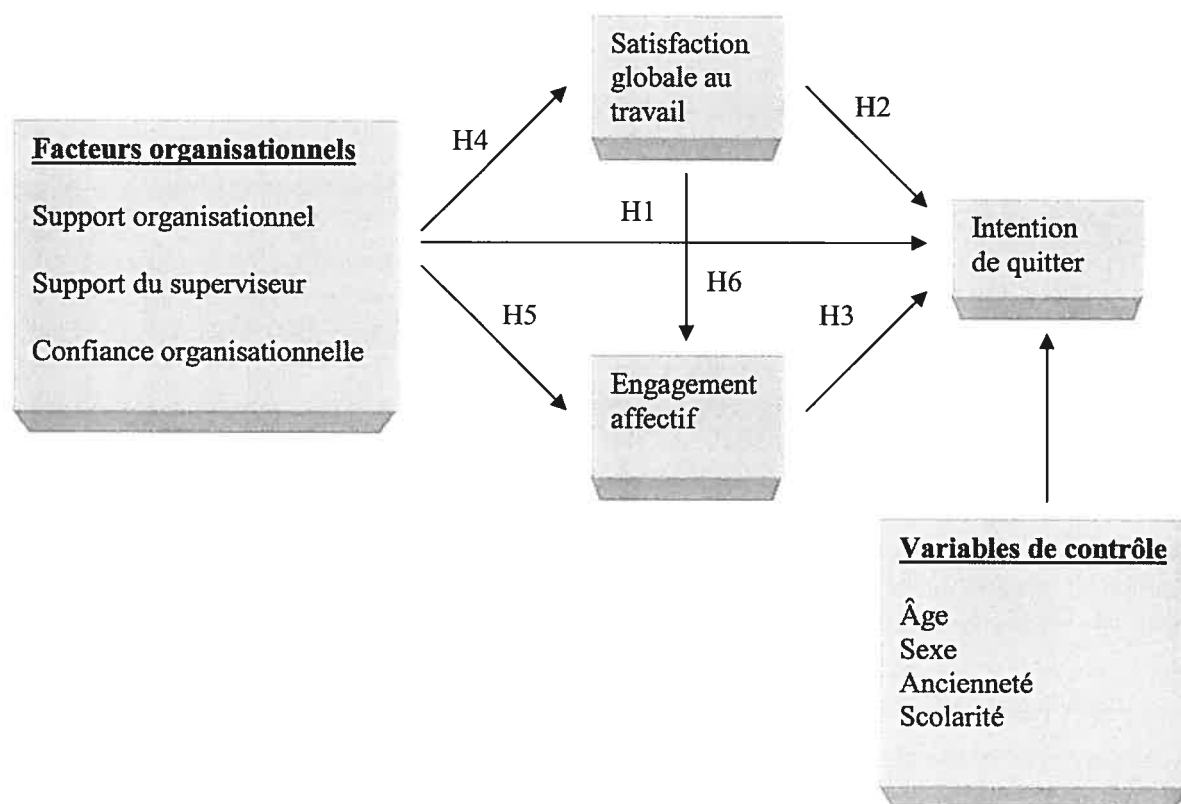 Satisfaction
globale au
travail
H2
H4
Facteurs organisationnels
Support organisationnel
Support du superviseur
Confiance organisationnelle
H1
Intention
de quitter
H6
H5
H3
Engagement
affectif
Variables de contrôle
Âge
Sexe
Ancienneté
Scolarité